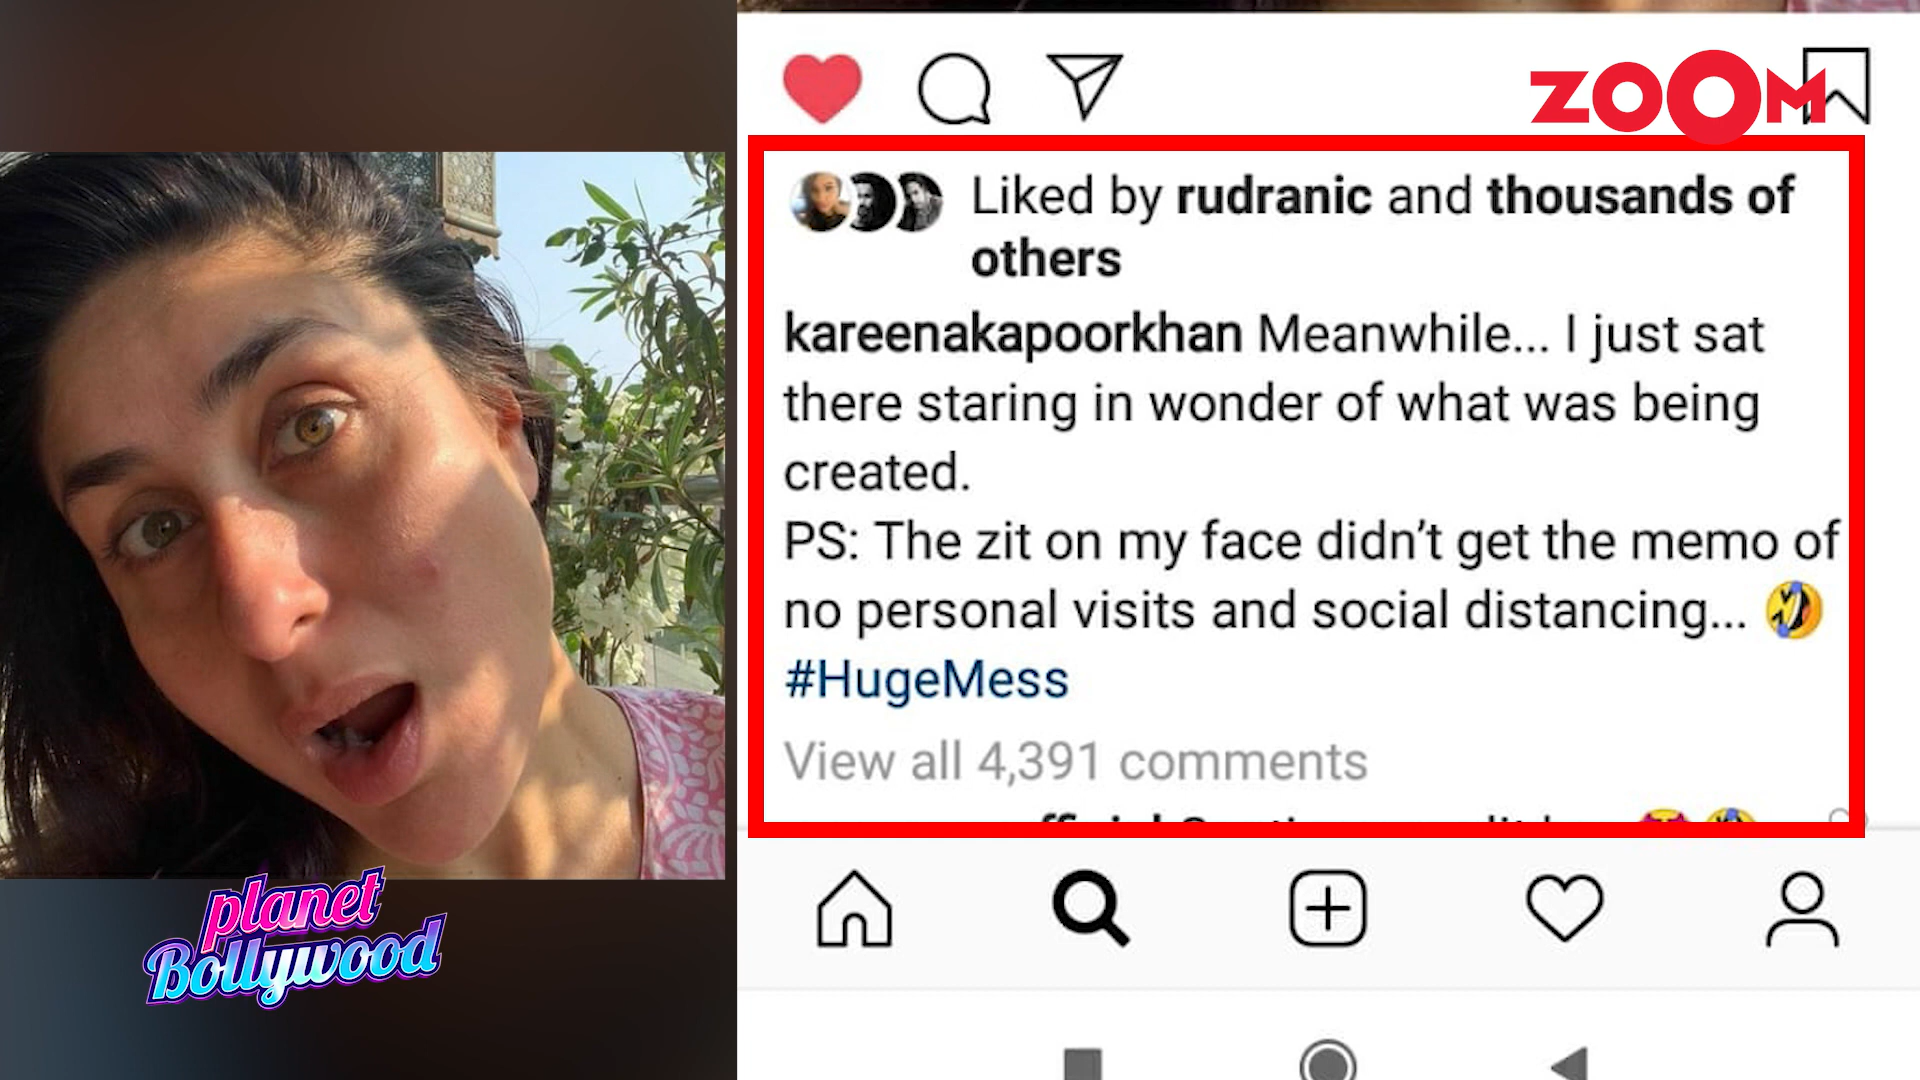 ZOOM
Liked by rudranic and thousands of
others
kareenakapoorkhan Meanwhile... I just sat
there staring in wonder of what was being
created.
PS: The zit on my face didn't get the memo of
no personal visits and social distancing... 🤣
#HugeMess
View all 4,391 comments
planet
Bollywood